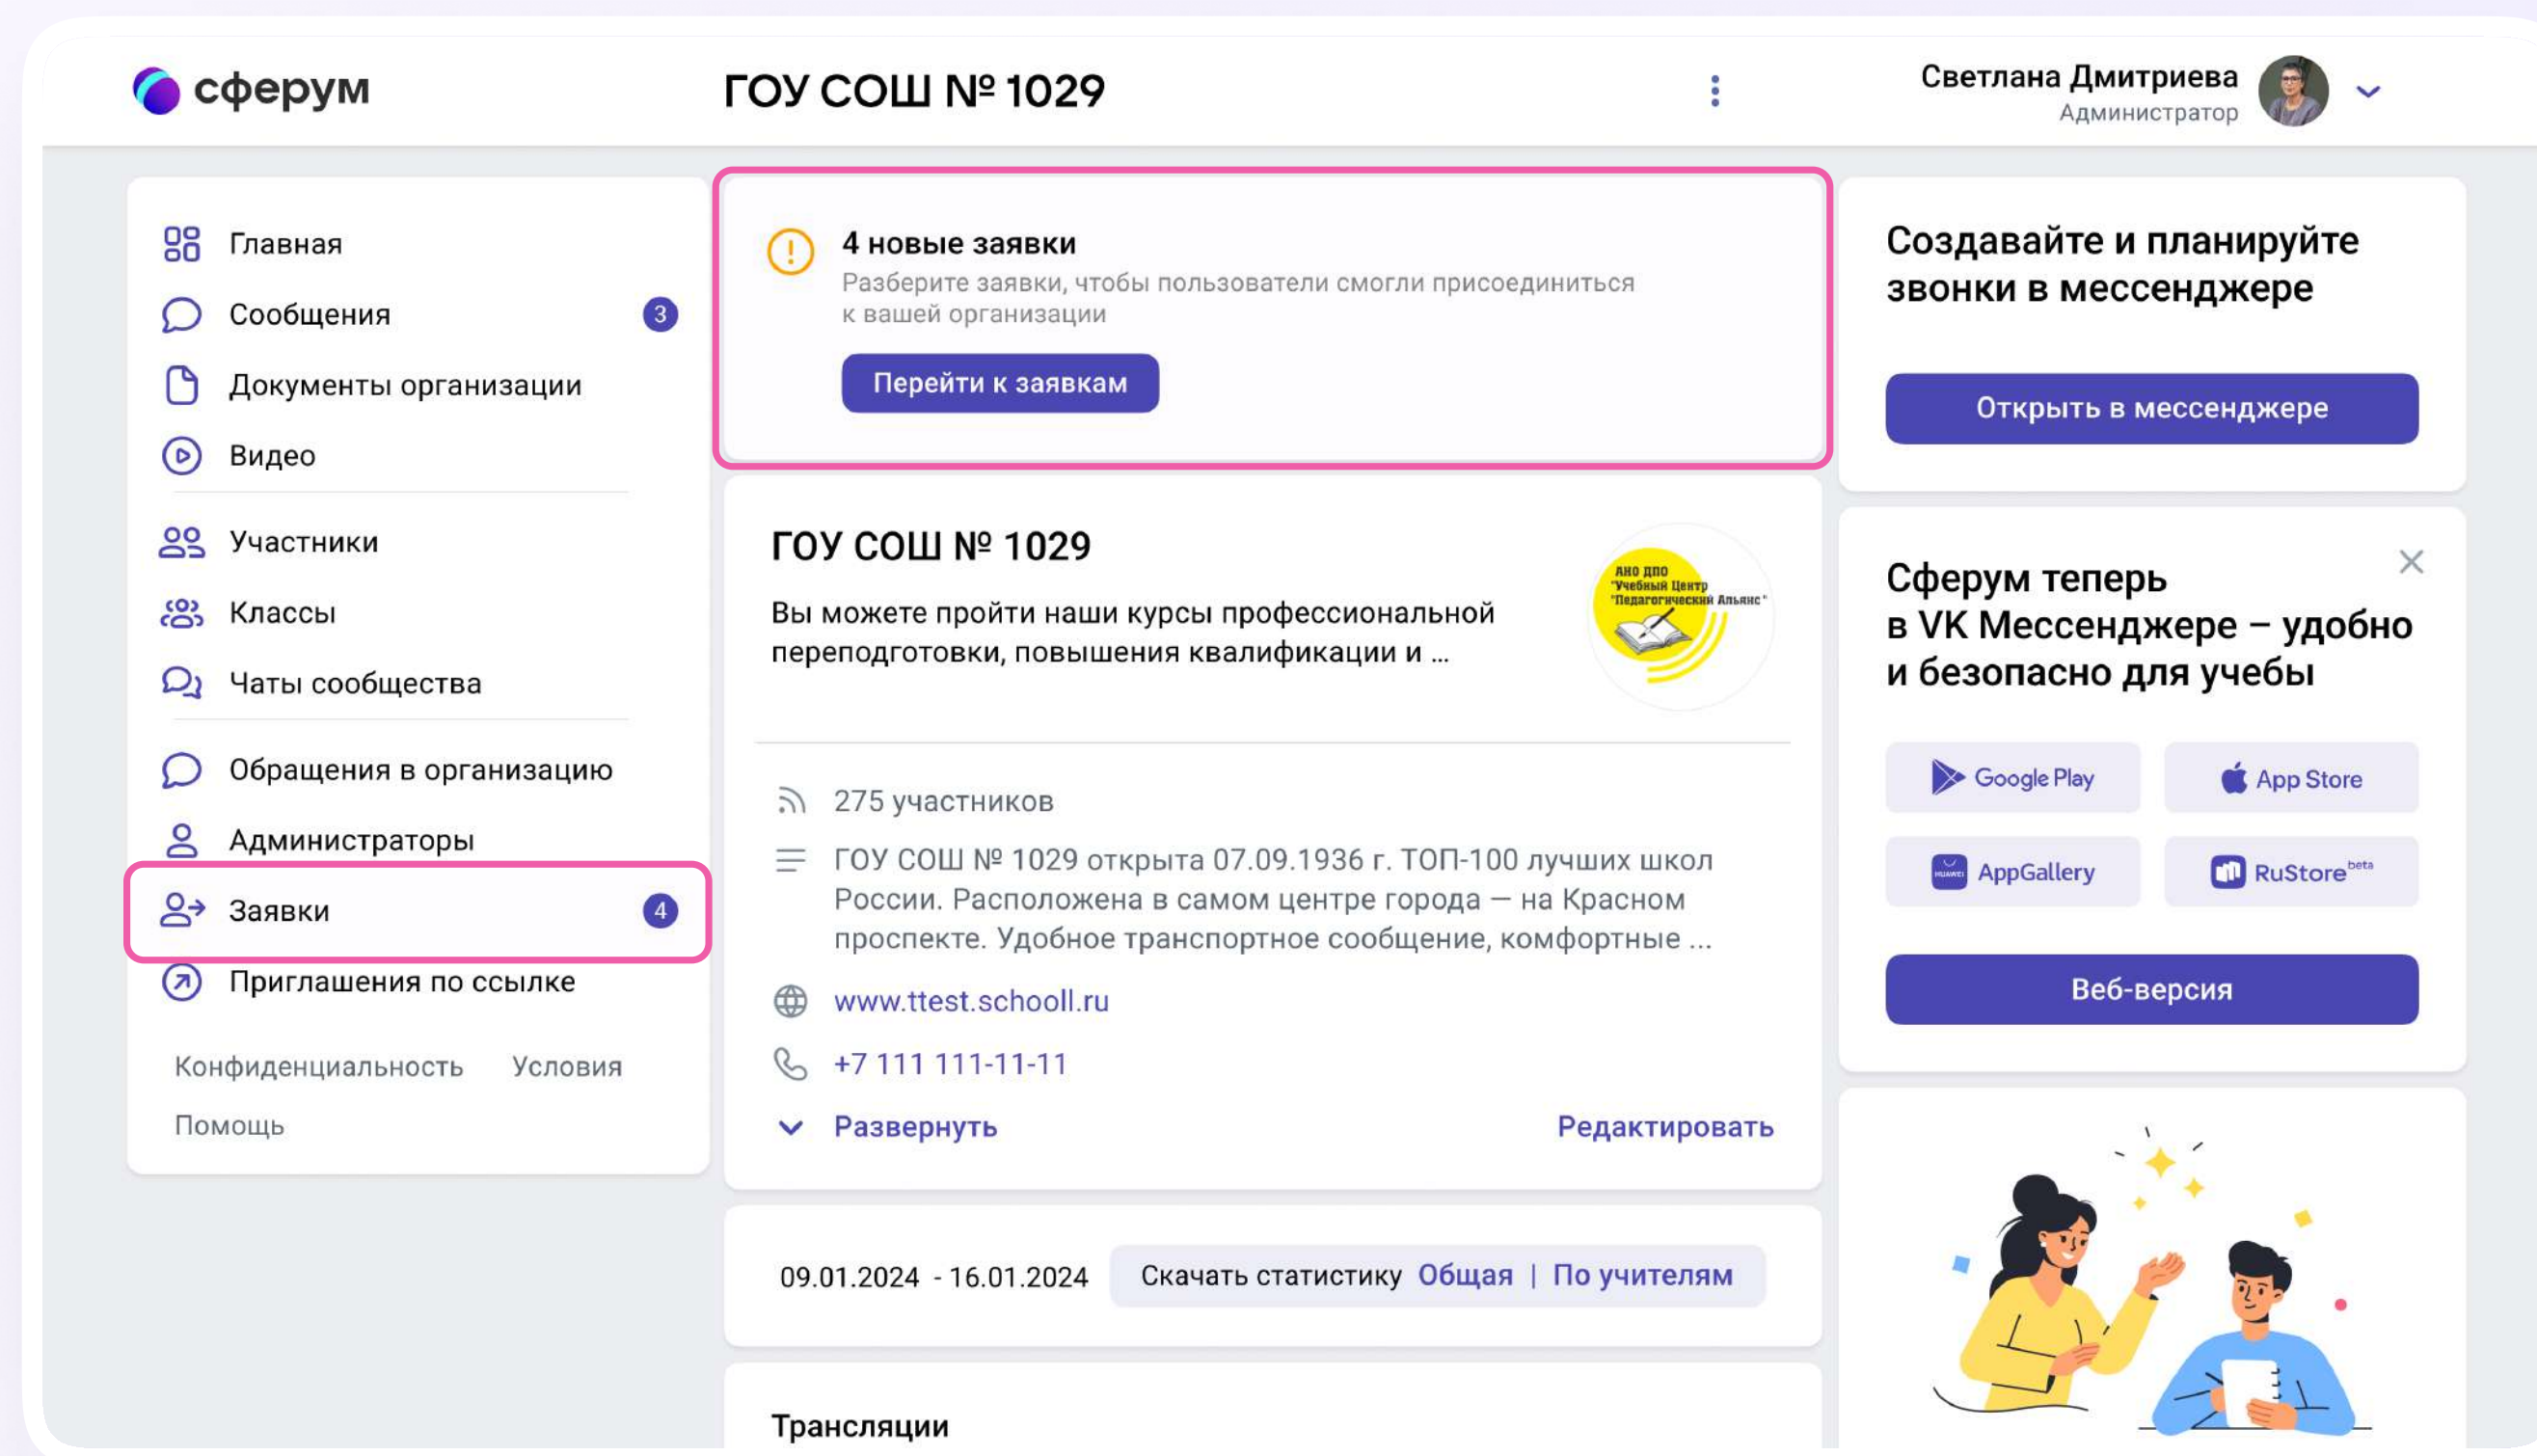 сферум
ГОУ СОШ № 1029
Светлана Дмитриева
Администратор
Главная
Сообщения 3
Документы организации
Видео
Участники
Классы
Чаты сообщества
Обращения в организацию
Администраторы
Заявки 4
Приглашения по ссылке
Конфиденциальность Условия
Помощь
4 новые заявки
Разберите заявки, чтобы пользователи смогли присоединиться
к вашей организации
Перейти к заявкам
ГОУ СОШ № 1029
Вы можете пройти наши курсы профессиональной
переподготовки, повышения квалификации и ...
АНО ДПО
"Учебный Центр
"Педагогический Альянс"
275 участников
ГОУ СОШ № 1029 открыта 07.09.1936 г. ТОП-100 лучших школ
России. Расположена в самом центре города — на Красном
проспекте. Удобное транспортное сообщение, комфортные ...
www.ttest.schooll.ru
+7 111 111-11-11
Развернуть Редактировать
09.01.2024 - 16.01.2024 Скачать статистику Общая | По учителям
Трансляции
Создавайте и планируйте
звонки в мессенджере
Открыть в мессенджере
Сферум теперь
в VK Мессенджере – удобно
и безопасно для учебы
Google Play App Store
HUAWEI AppGallery RuStore beta
Веб-версия